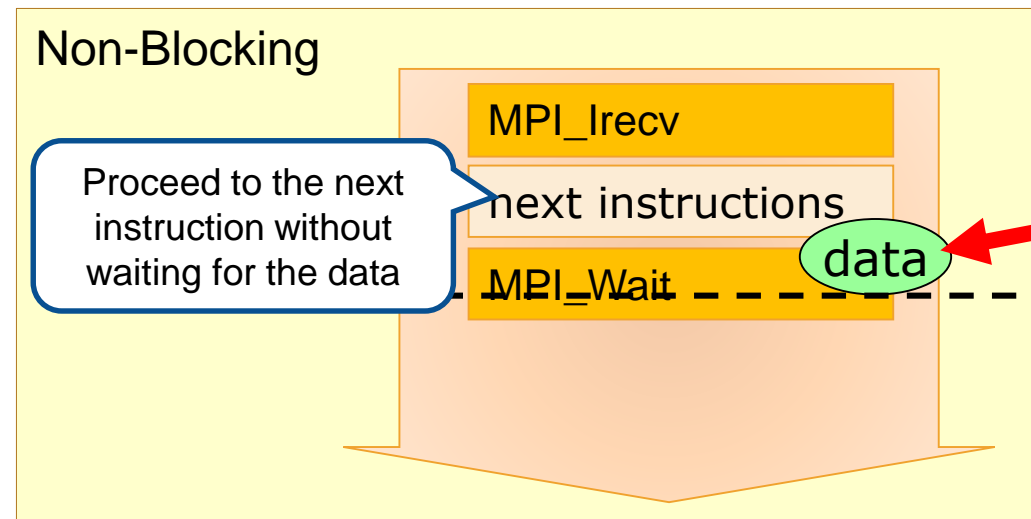 Non-Blocking
MPI_Irecv
Proceed to the next
instruction without
waiting for the data
next instructions
data
MPI_Wait